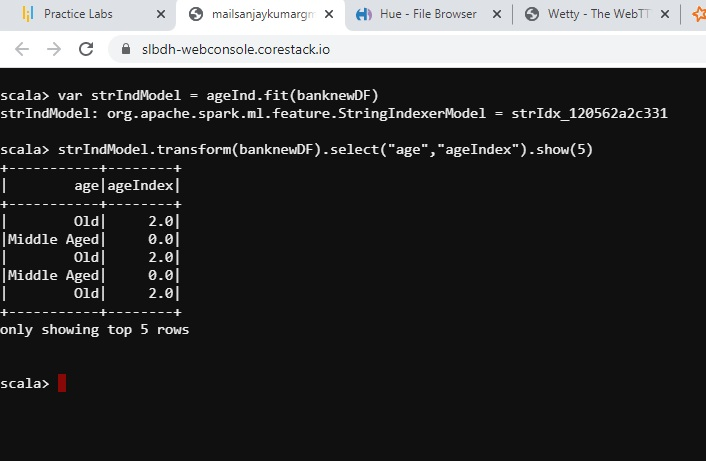 Practice Labs
mailsanjaykumargm
Hue - File Browser
Wetty - The WebTT
slbdh-webconsole.corestack.io
scala> var strIndModel = ageInd.fit(banknewDF)
strIndModel: org.apache.spark.ml.feature.StringIndexerModel = strIdx_120562a2c331
scala> strIndModel.transform(banknewDF).select("age","ageIndex").show(5)
+-----------+--------+
|        age|ageIndex|
+-----------+--------+
|        Old|     2.0|
|Middle Aged|     0.0|
|        Old|     2.0|
|Middle Aged|     0.0|
|        Old|     2.0|
+-----------+--------+
only showing top 5 rows
scala>